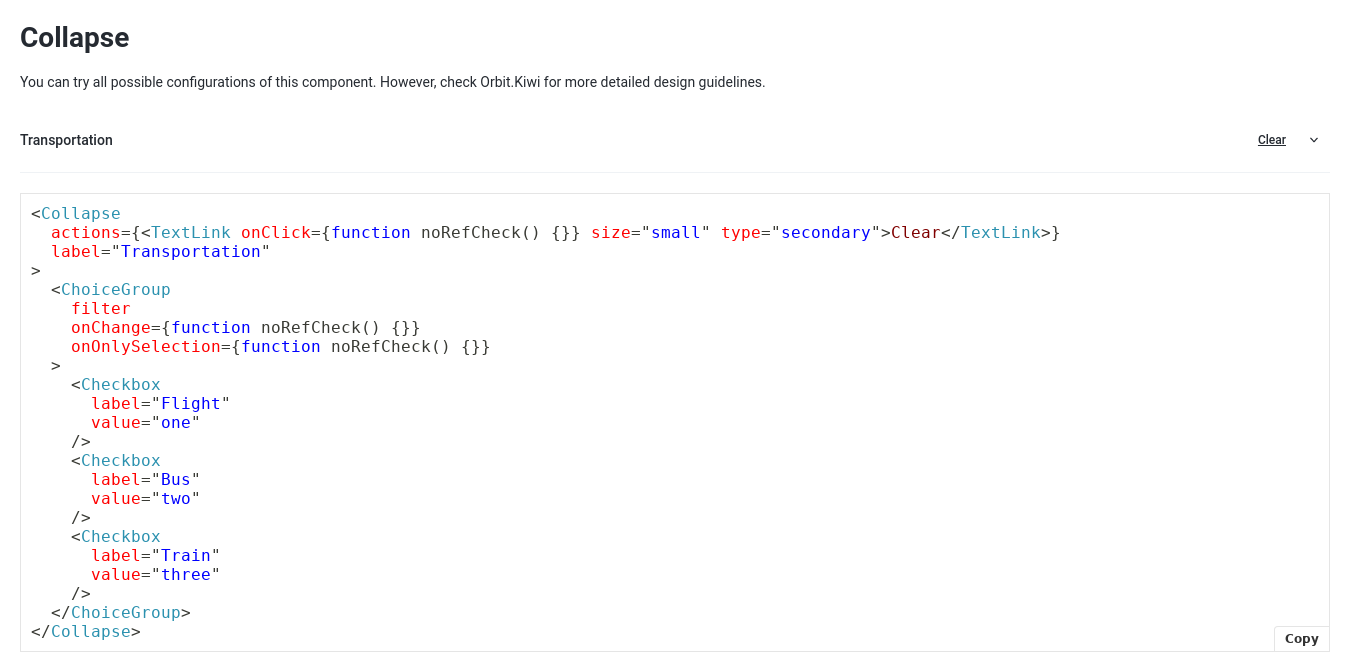 Collapse
You can try all possible configurations of this component. However, check Orbit.Kiwi for more detailed design guidelines.
Transportation Clear
<Collapse
  actions={<TextLink onClick={function noRefCheck() {}} size="small" type="secondary">Clear</TextLink>}
  label="Transportation"
>
  <ChoiceGroup
    filter
    onChange={function noRefCheck() {}}
    onOnlySelection={function noRefCheck() {}}
  >
    <Checkbox
      label="Flight"
      value="one"
    />
    <Checkbox
      label="Bus"
      value="two"
    />
    <Checkbox
      label="Train"
      value="three"
    />
  </ChoiceGroup>
</Collapse>
Copy